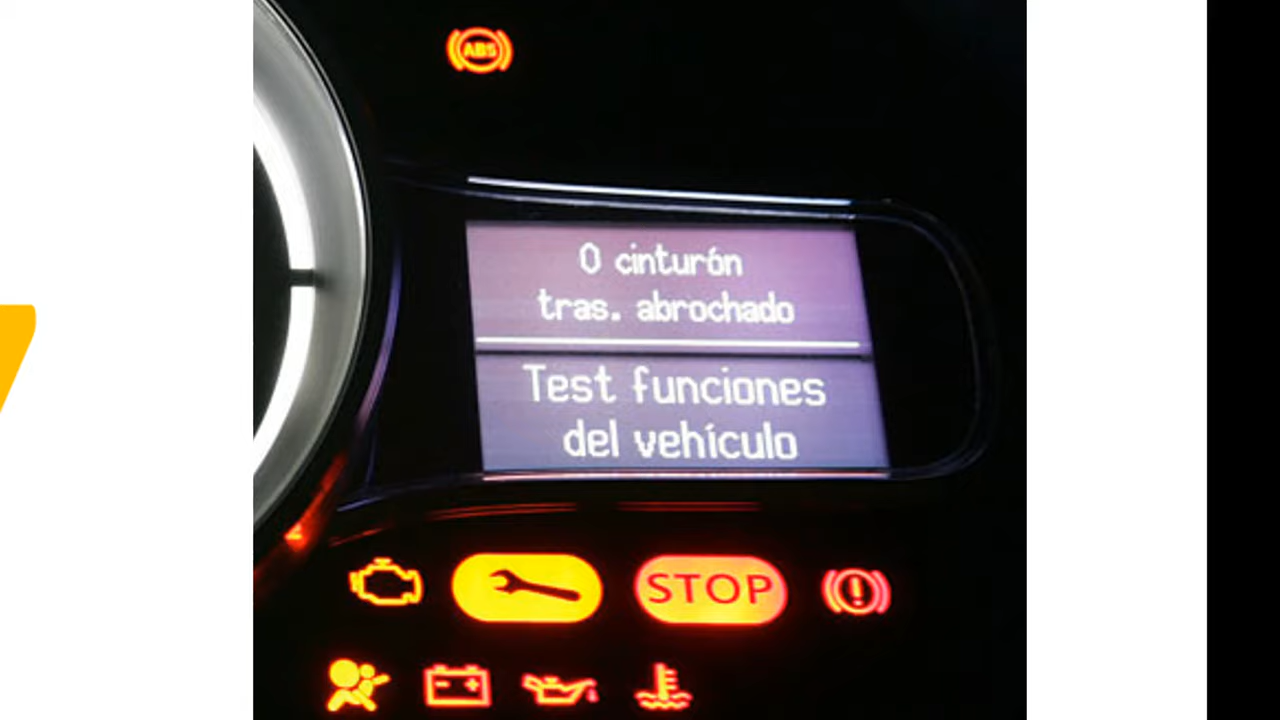 ABS
0 cinturón
tras. abrochado
Test funciones
del vehículo
STOP